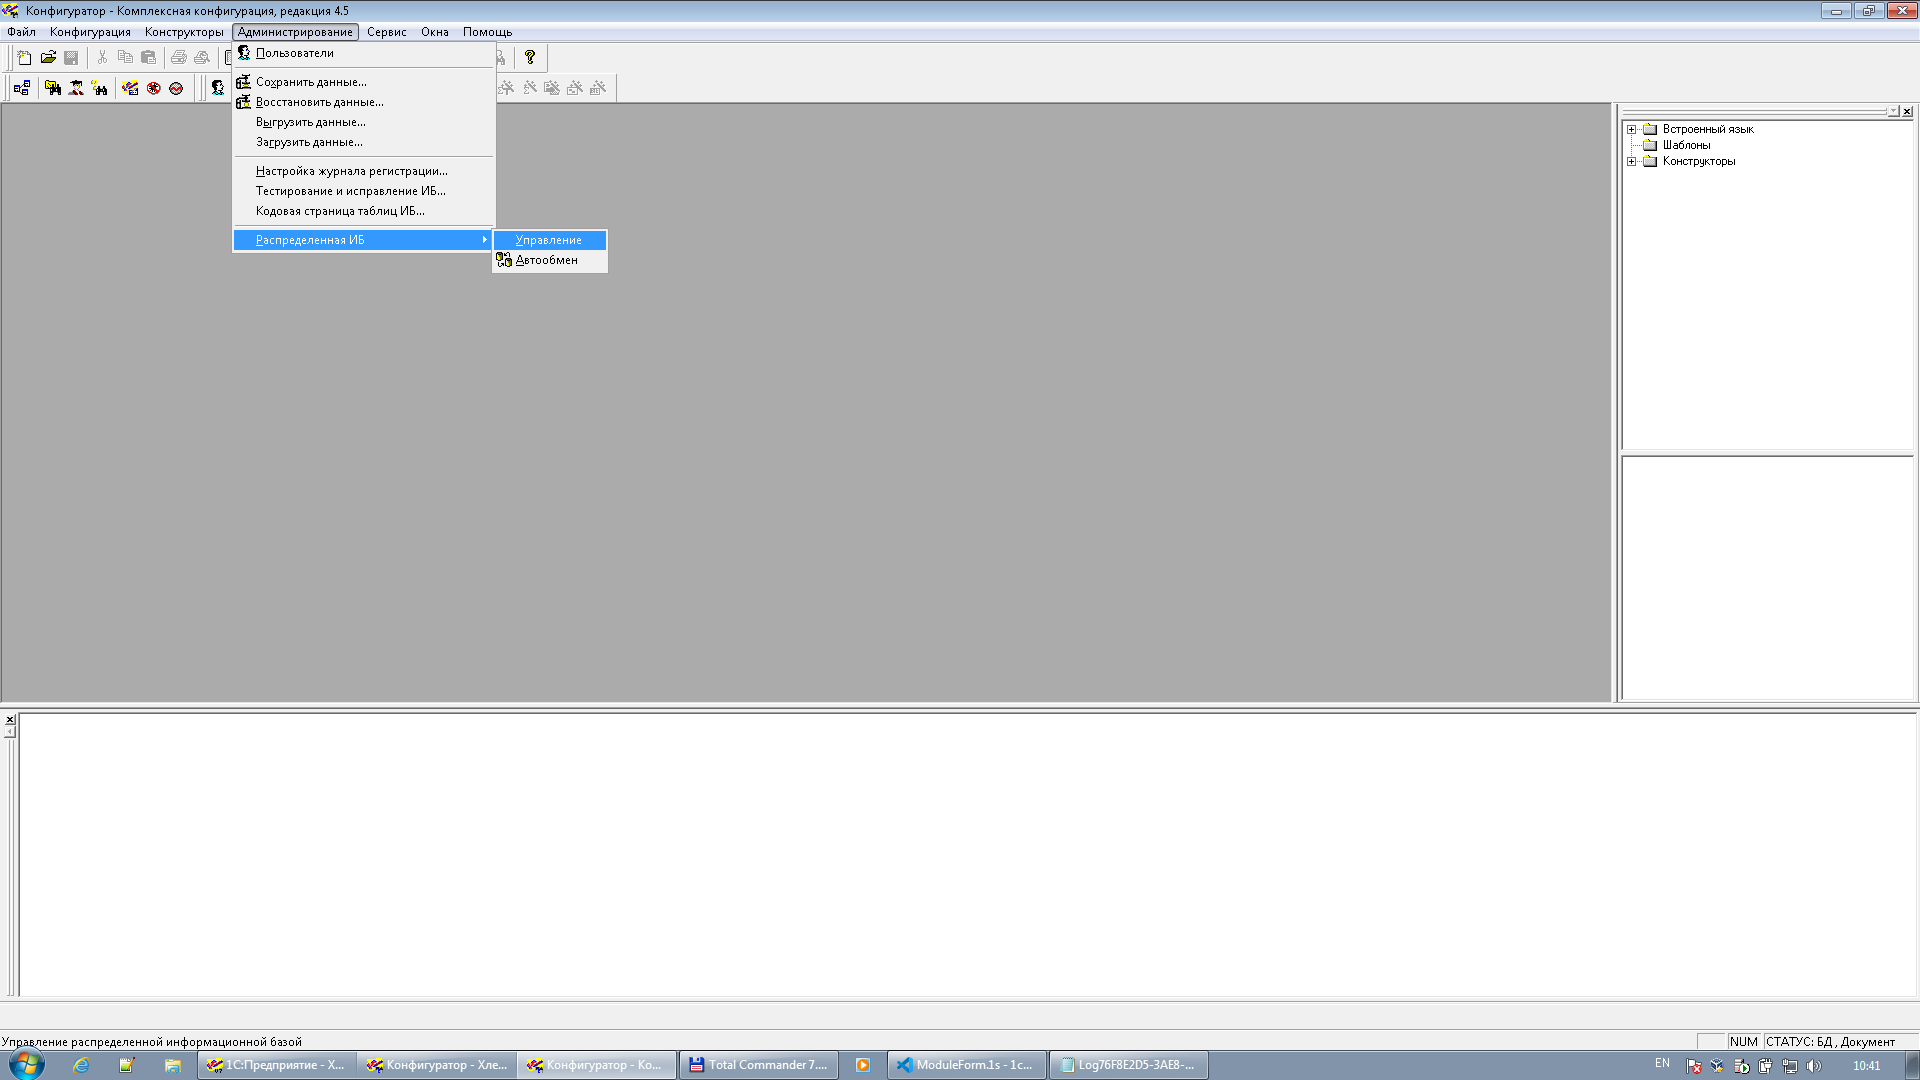 Конфигуратор - Комплексная конфигурация, редакция 4.5
Файл Конфигурация Конструкторы Администрирование Сервис Окна Помощь
Пользователи
Сохранить данные...
Восстановить данные...
Выгрузить данные...
Загрузить данные...
Настройка журнала регистрации...
Тестирование и исправление ИБ...
Кодовая страница таблиц ИБ...
Распределенная ИБ
Управление
Автообмен
Встроенный язык
Шаблоны
Конструкторы
Управление распределенной информационной базой
NUM СТАТУС: БД , Документ
1С:Предприятие - Х... Конфигуратор - Хле... Конфигуратор - Ко... Total Commander 7.... ModuleForm.1s - 1c... Log76F8E2D5-3AE8-... EN 10:41